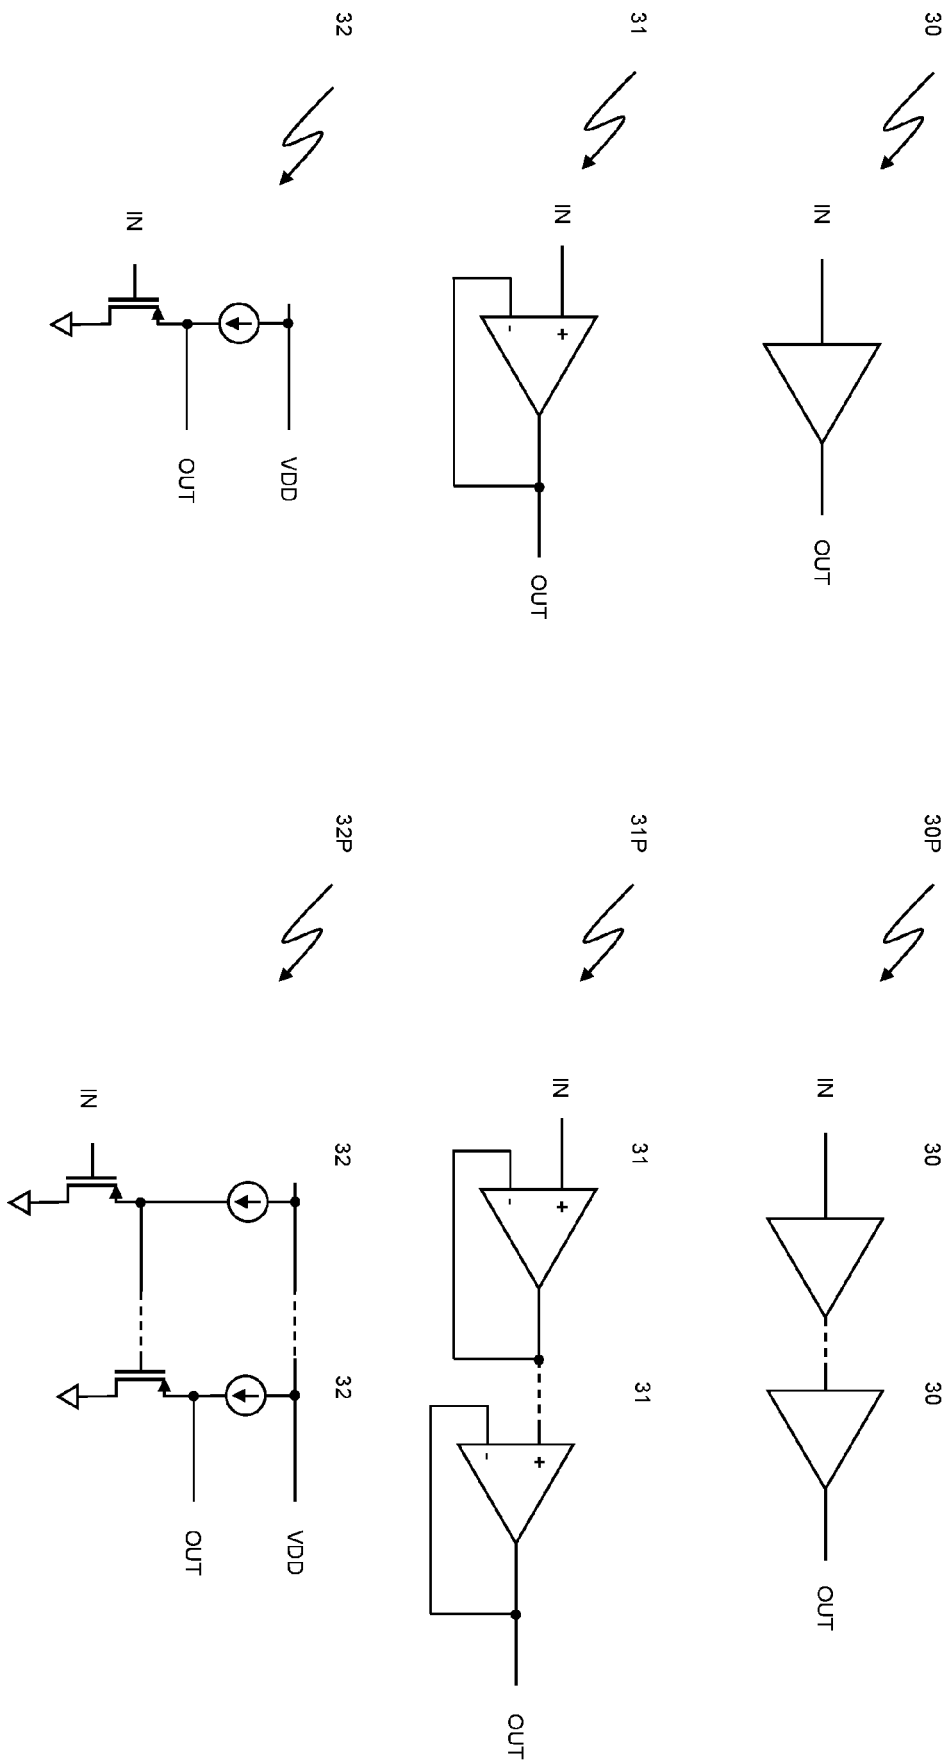 30
IN
OUT
30P
IN
30
30
OUT
31
IN
+
-
OUT
31P
IN
31
+
-
31
+
-
OUT
32
IN
VDD
OUT
32P
IN
32
32
VDD
OUT